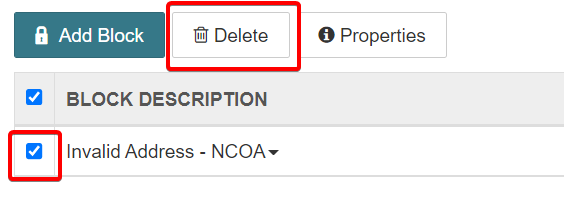 Add Block Delete Properties
BLOCK DESCRIPTION
Invalid Address - NCOA